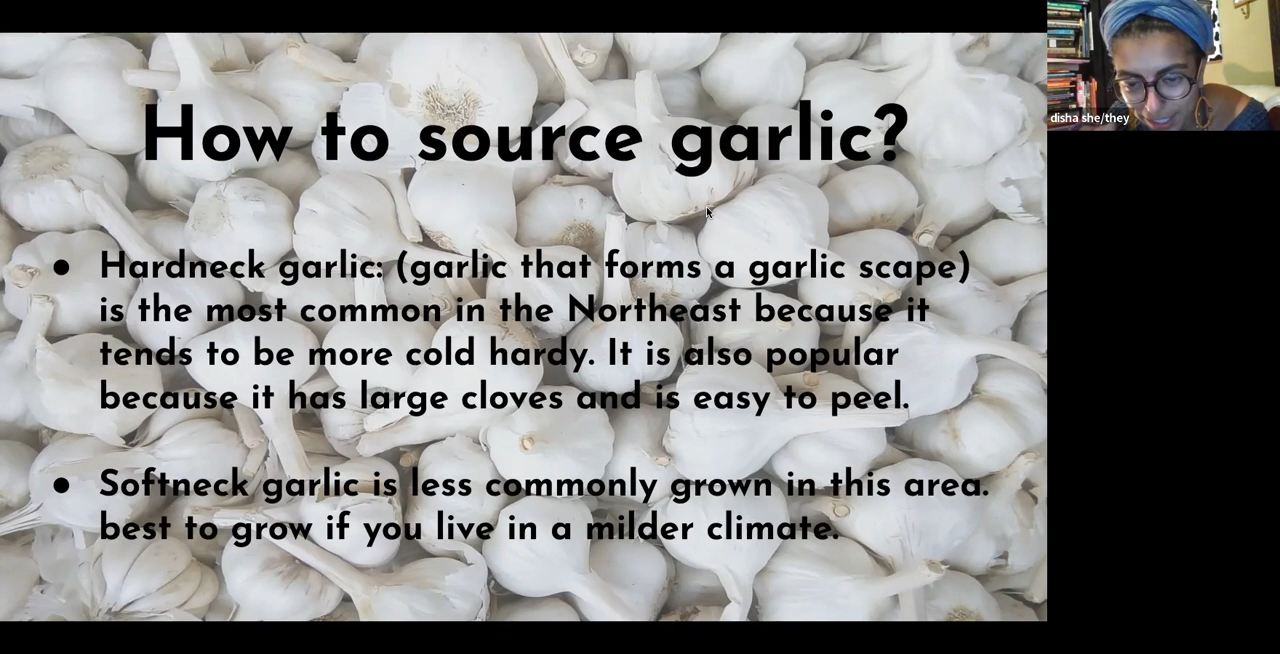 How to source garlic?
● Hardneck garlic: (garlic that forms a garlic scape)
is the most common in the Northeast because it
tends to be more cold hardy. It is also popular
because it has large cloves and is easy to peel.
● Softneck garlic is less commonly grown in this area.
best to grow if you live in a milder climate.
disha she/they